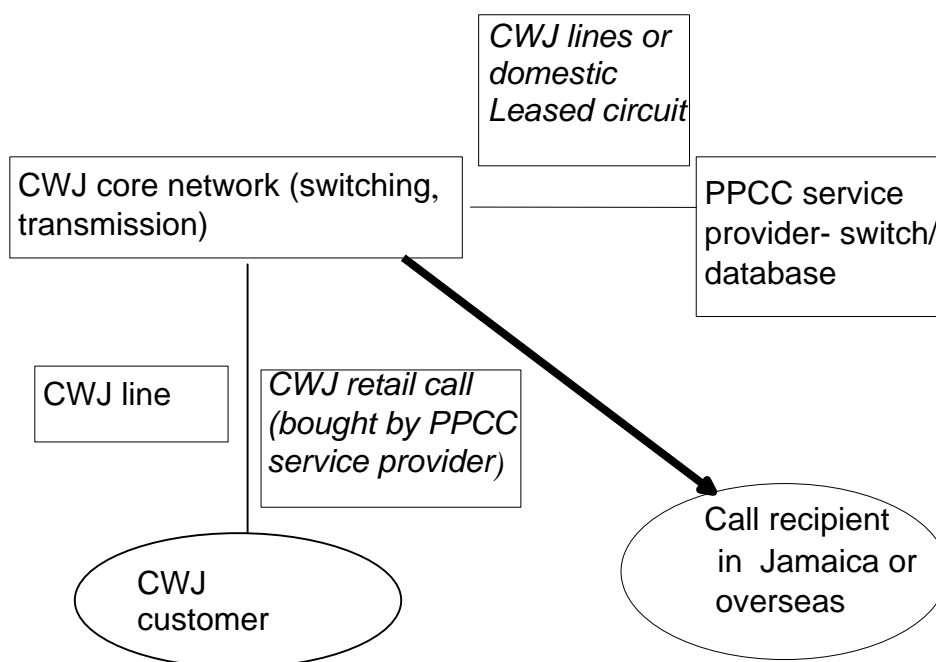 CWJ lines or
domestic
Leased circuit
CWJ core network (switching,
transmission)
PPCC service
provider- switch/
database
CWJ line
CWJ retail call
(bought by PPCC
service provider)
Call recipient
in Jamaica or
overseas
CWJ
customer